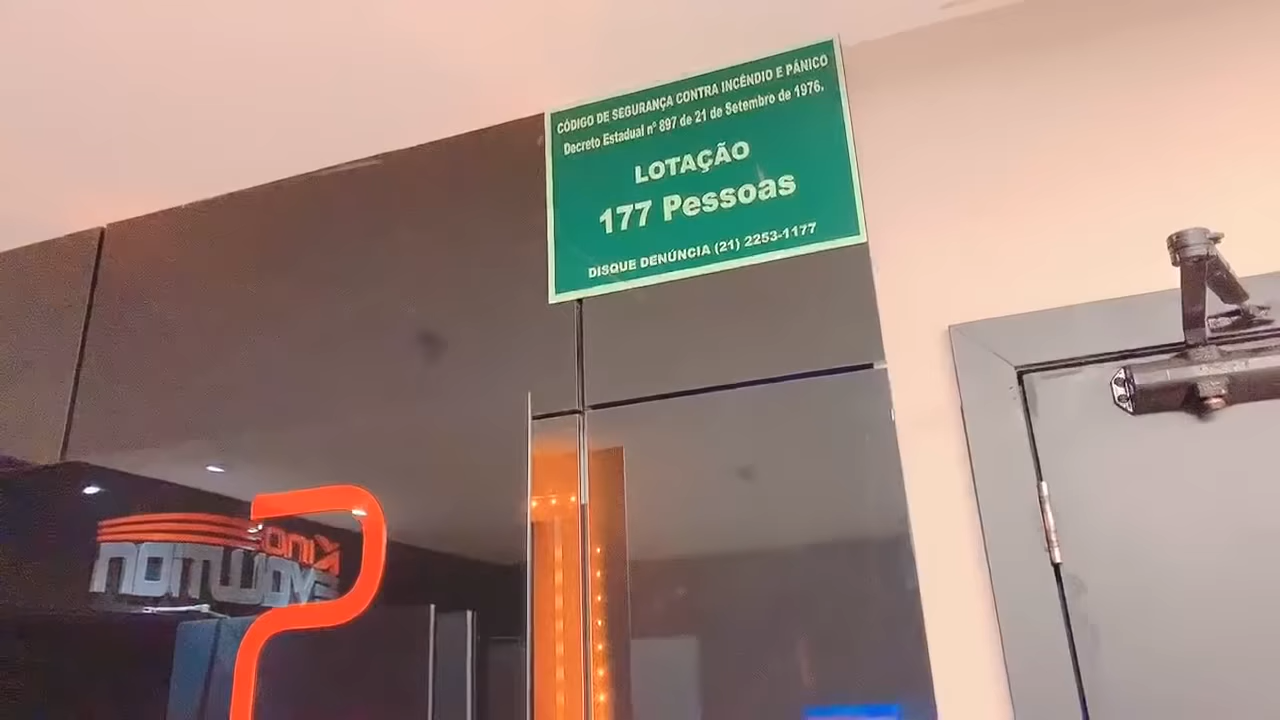 CÓDIGO DE SEGURANÇA CONTRA INCÊNDIO E PÂNICO
Decreto Estadual nº 897 de 21 de Setembro de 1976.
LOTAÇÃO
177 Pessoas
DISQUE DENÚNCIA (21) 2253-1177